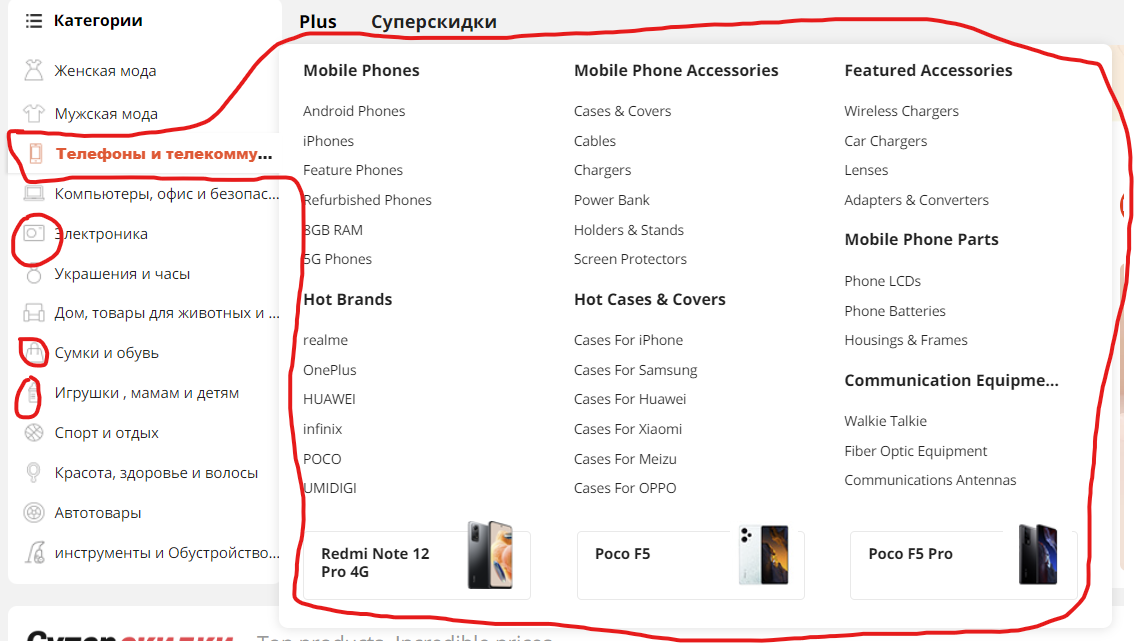 Категории
Plus
Суперскидки
Женская мода
Мужская мода
Телефоны и телекомму...
Компьютеры, офис и безопас...
Электроника
Украшения и часы
Дом, товары для животных и ...
Сумки и обувь
Игрушки , мамам и детям
Спорт и отдых
Красота, здоровье и волосы
Автотовары
инструменты и Обустройство...
Mobile Phones
Android Phones
iPhones
Feature Phones
Refurbished Phones
8GB RAM
5G Phones
Hot Brands
realme
OnePlus
HUAWEI
infinix
POCO
UMIDIGI
Mobile Phone Accessories
Cases & Covers
Cables
Chargers
Power Bank
Holders & Stands
Screen Protectors
Hot Cases & Covers
Cases For iPhone
Cases For Samsung
Cases For Huawei
Cases For Xiaomi
Cases For Meizu
Cases For OPPO
Featured Accessories
Wireless Chargers
Car Chargers
Lenses
Adapters & Converters
Mobile Phone Parts
Phone LCDs
Phone Batteries
Housings & Frames
Communication Equipme...
Walkie Talkie
Fiber Optic Equipment
Communications Antennas
Redmi Note 12
Pro 4G
Poco F5
Poco F5 Pro
Суперскидки
Top products. Incredible prices.